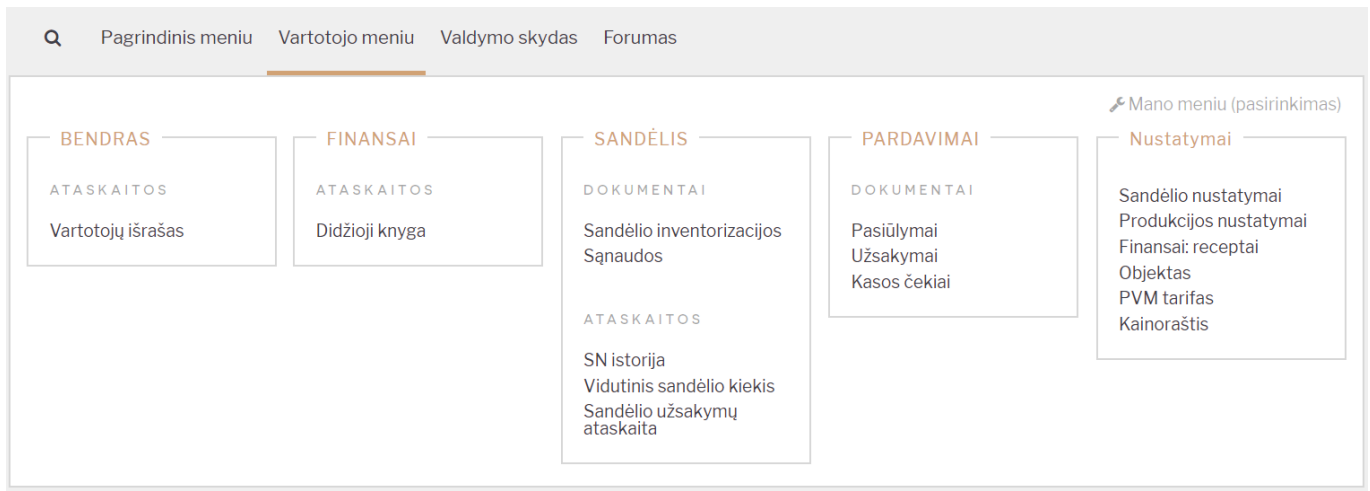 Pagrindinis meniu Vartotojo meniu Valdymo skydas Forumas
Mano meniu (pasirinkimas)
BENDRAS
ATASKAITOS
Vartotojų išrašas
FINANSAI
ATASKAITOS
Didžioji knyga
SANDĖLIS
DOKUMENTAI
Sandėlio inventorizacijos
Sąnaudos
ATASKAITOS
SN istorija
Vidutinis sandėlio kiekis
Sandėlio užsakymų
ataskaita
PARDAVIMAI
DOKUMENTAI
Pasiūlymai
Užsakymai
Kasos čekiai
Nustatymai
Sandėlio nustatymai
Produkcijos nustatymai
Finansai: receptai
Objektas
PVM tarifas
Kainoraštis